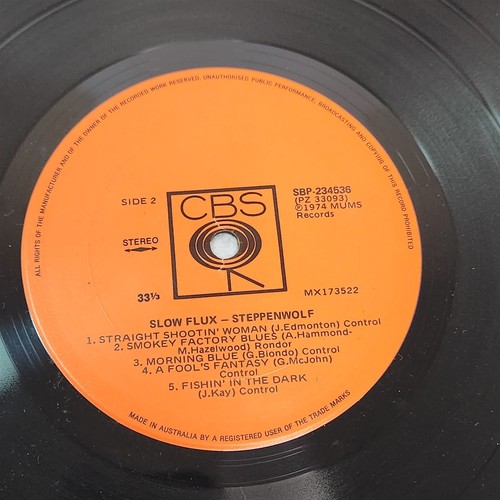 ALL RIGHTS OF THE MANUFACTURER AND OF THE OWNER OF THE RECORDED WORK RESERVED. UNAUTHORISED PUBLIC PERFORMANCE, BROADCASTING AND COPYING OF THIS RECORD PROHIBITED
SIDE 2
CBS
SBP-234536
(PZ 33093)
℗1974 MUMS
Records
STEREO
33⅓
MX173522
SLOW FLUX – STEPPENWOLF
1. STRAIGHT SHOOTIN' WOMAN (J.Edmonton) Control
2. SMOKEY FACTORY BLUES (A.Hammond-
M.Hazelwood) Rondor
3. MORNING BLUE (G.Biondo) Control
4. A FOOL'S FANTASY (G.McJohn)
Control
5. FISHIN' IN THE DARK
(J.Kay) Control
MADE IN AUSTRALIA BY A REGISTERED USER OF THE TRADE MARKS